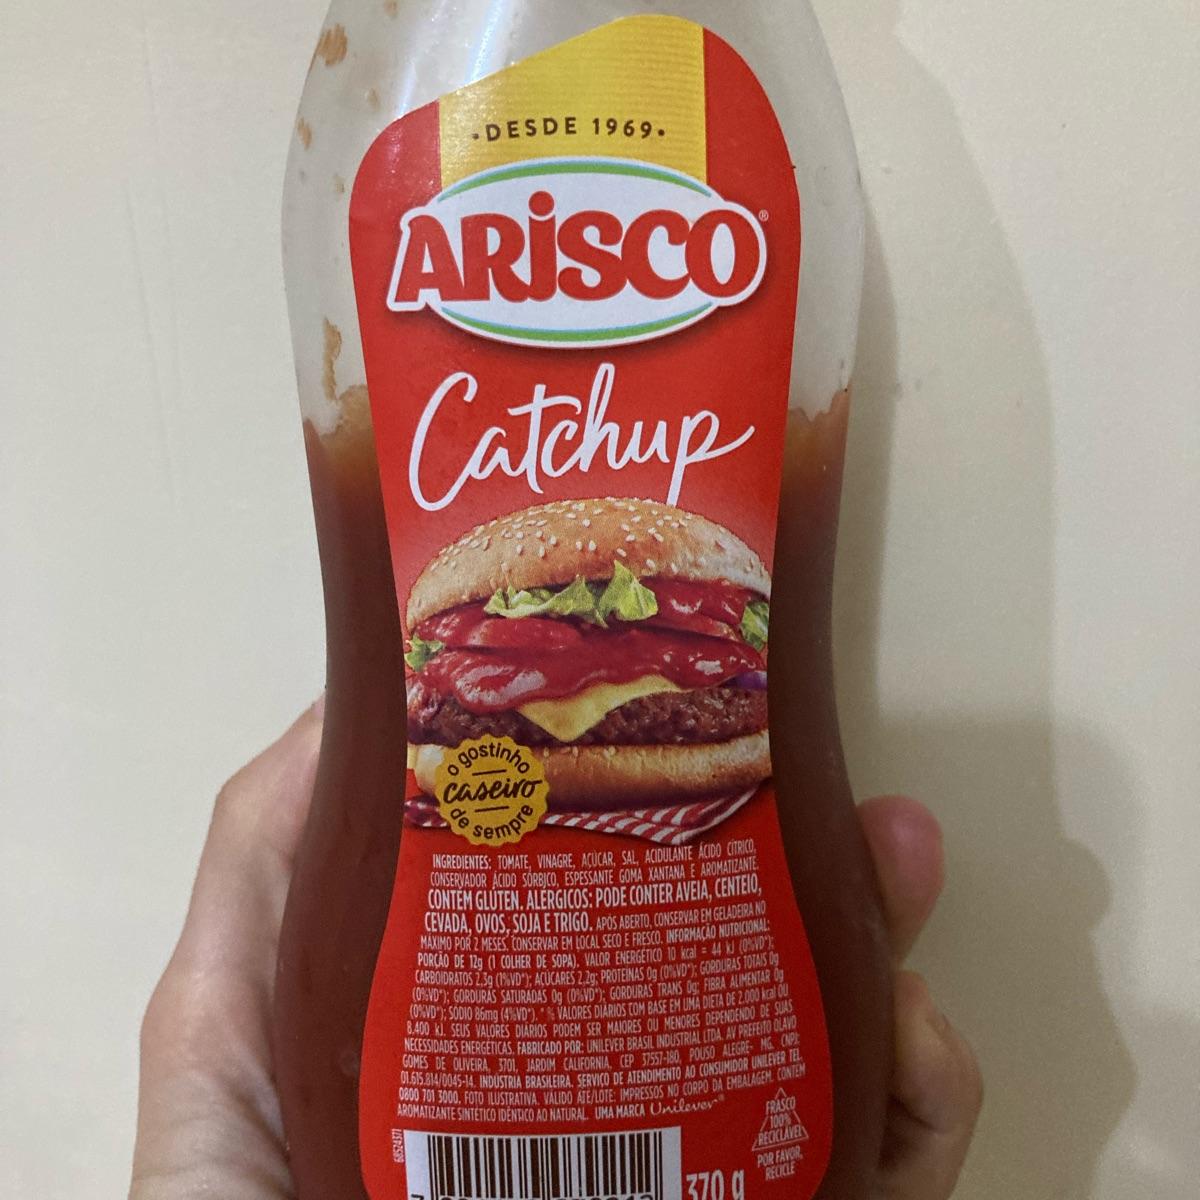 •DESDE 1969•
ARISCO®
Catchup
o gostinho
caseiro
de sempre
INGREDIENTES: TOMATE, VINAGRE, AÇÚCAR, SAL, ACIDULANTE ÁCIDO CÍTRICO,
CONSERVADOR ÁCIDO SÓRBICO, ESPESSANTE GOMA XANTANA E AROMATIZANTE.
CONTÉM GLÚTEN. ALÉRGICOS: PODE CONTER AVEIA, CENTEIO,
CEVADA, OVOS, SOJA E TRIGO. APÓS ABERTO, CONSERVAR EM GELADEIRA NO
MÁXIMO POR 2 MESES. CONSERVAR EM LOCAL SECO E FRESCO. INFORMAÇÃO NUTRICIONAL:
PORÇÃO DE 12g (1 COLHER DE SOPA). VALOR ENERGÉTICO 10 kcal = 44 kJ (0%VD*);
CARBOIDRATOS 2,3g (1%VD*); AÇÚCARES 2,2g; PROTEÍNAS 0g (0%VD*); GORDURAS TOTAIS 0g
(0%VD*); GORDURAS SATURADAS 0g (0%VD*); GORDURAS TRANS 0g; FIBRA ALIMENTAR 0g
(0%VD*); SÓDIO 86mg (4%VD*). * % VALORES DIÁRIOS COM BASE EM UMA DIETA DE 2.000 kcal OU
8.400 kJ. SEUS VALORES DIÁRIOS PODEM SER MAIORES OU MENORES DEPENDENDO DE SUAS
NECESSIDADES ENERGÉTICAS. FABRICADO POR: UNILEVER BRASIL INDUSTRIAL LTDA. AV PREFEITO OLAVO
GOMES DE OLIVEIRA, 3701, JARDIM CALIFORNIA, CEP 37557-180, POUSO ALEGRE- MG. CNPJ:
01.615.814/0045-14. INDÚSTRIA BRASILEIRA. SERVIÇO DE ATENDIMENTO AO CONSUMIDOR UNILEVER TEL.
0800 701 3000. FOTO ILUSTRATIVA. VÁLIDO ATÉ/LOTE: IMPRESSOS NO CORPO DA EMBALAGEM. CONTÉM
AROMATIZANTE SINTÉTICO IDÊNTICO AO NATURAL. UMA MARCA Unilever®
68524371
FRASCO
100%
RECICLÁVEL
POR FAVOR,
RECICLE
370 g